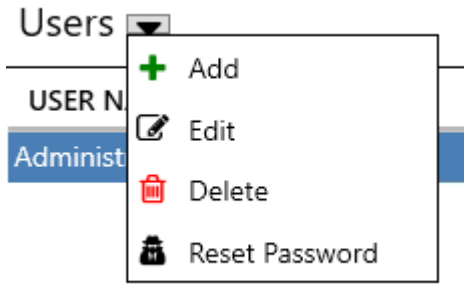 Users
Add
USER N
Edit
Administ
Delete
Reset Password